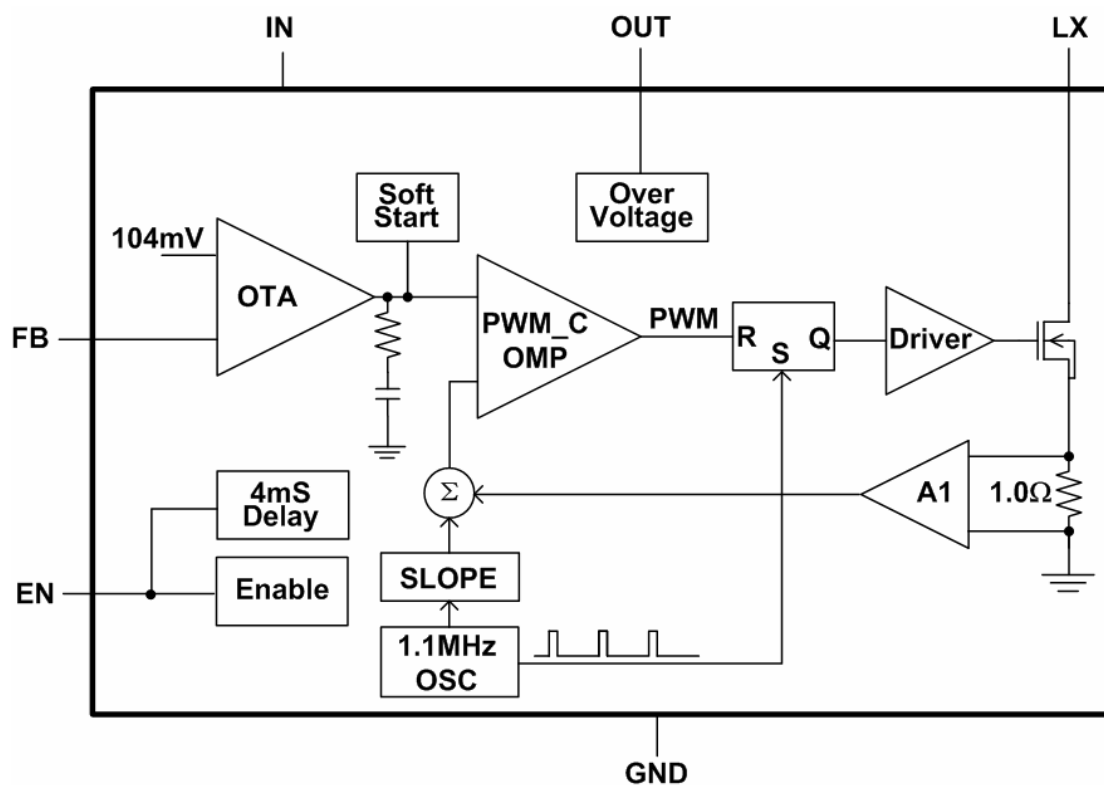 IN
OUT
LX
Soft
Start
Over
Voltage
104mV
OTA
FB
PWM_C
OMP
PWM
R
S
Q
Driver
4mS
Delay
Σ
A1
1.0Ω
EN
Enable
SLOPE
1.1MHz
OSC
GND